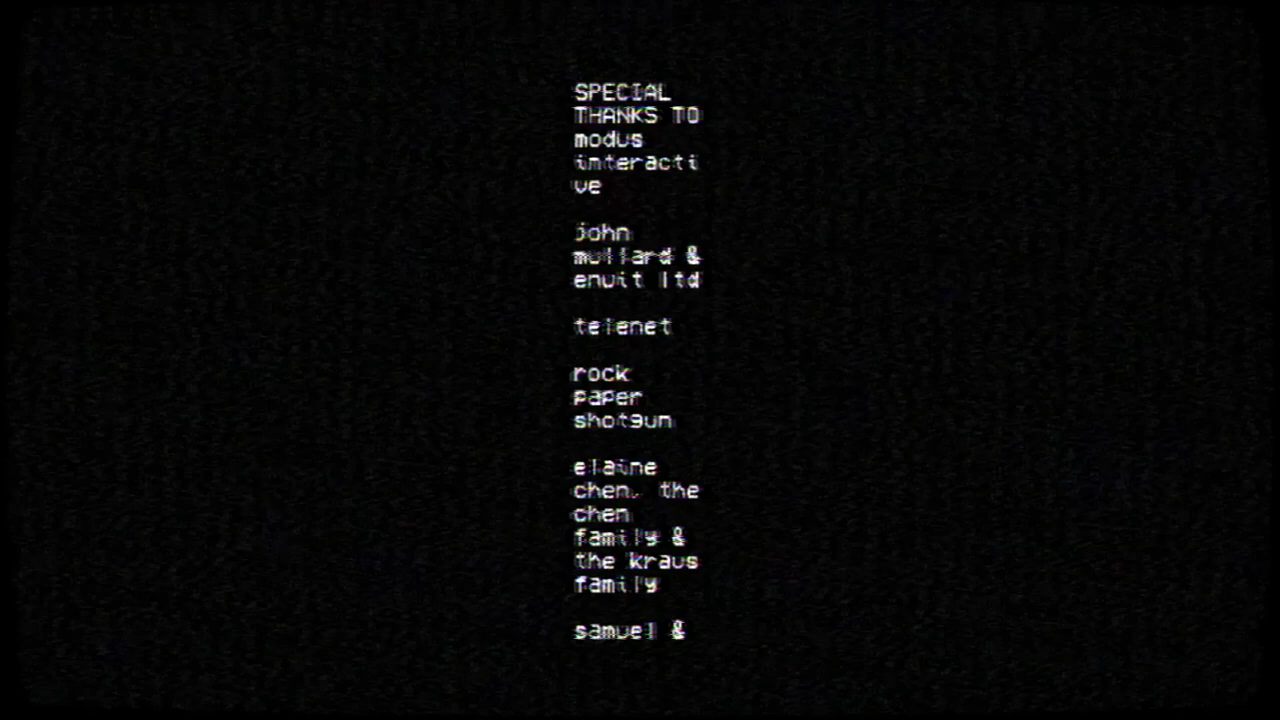 SPECIAL
THANKS TO
modus
interacti
ve
john
mullard &
enuit ltd
telenet
rock
paper
shotgun
elaine
chen, the
chen
family &
the kraus
family
samuel &